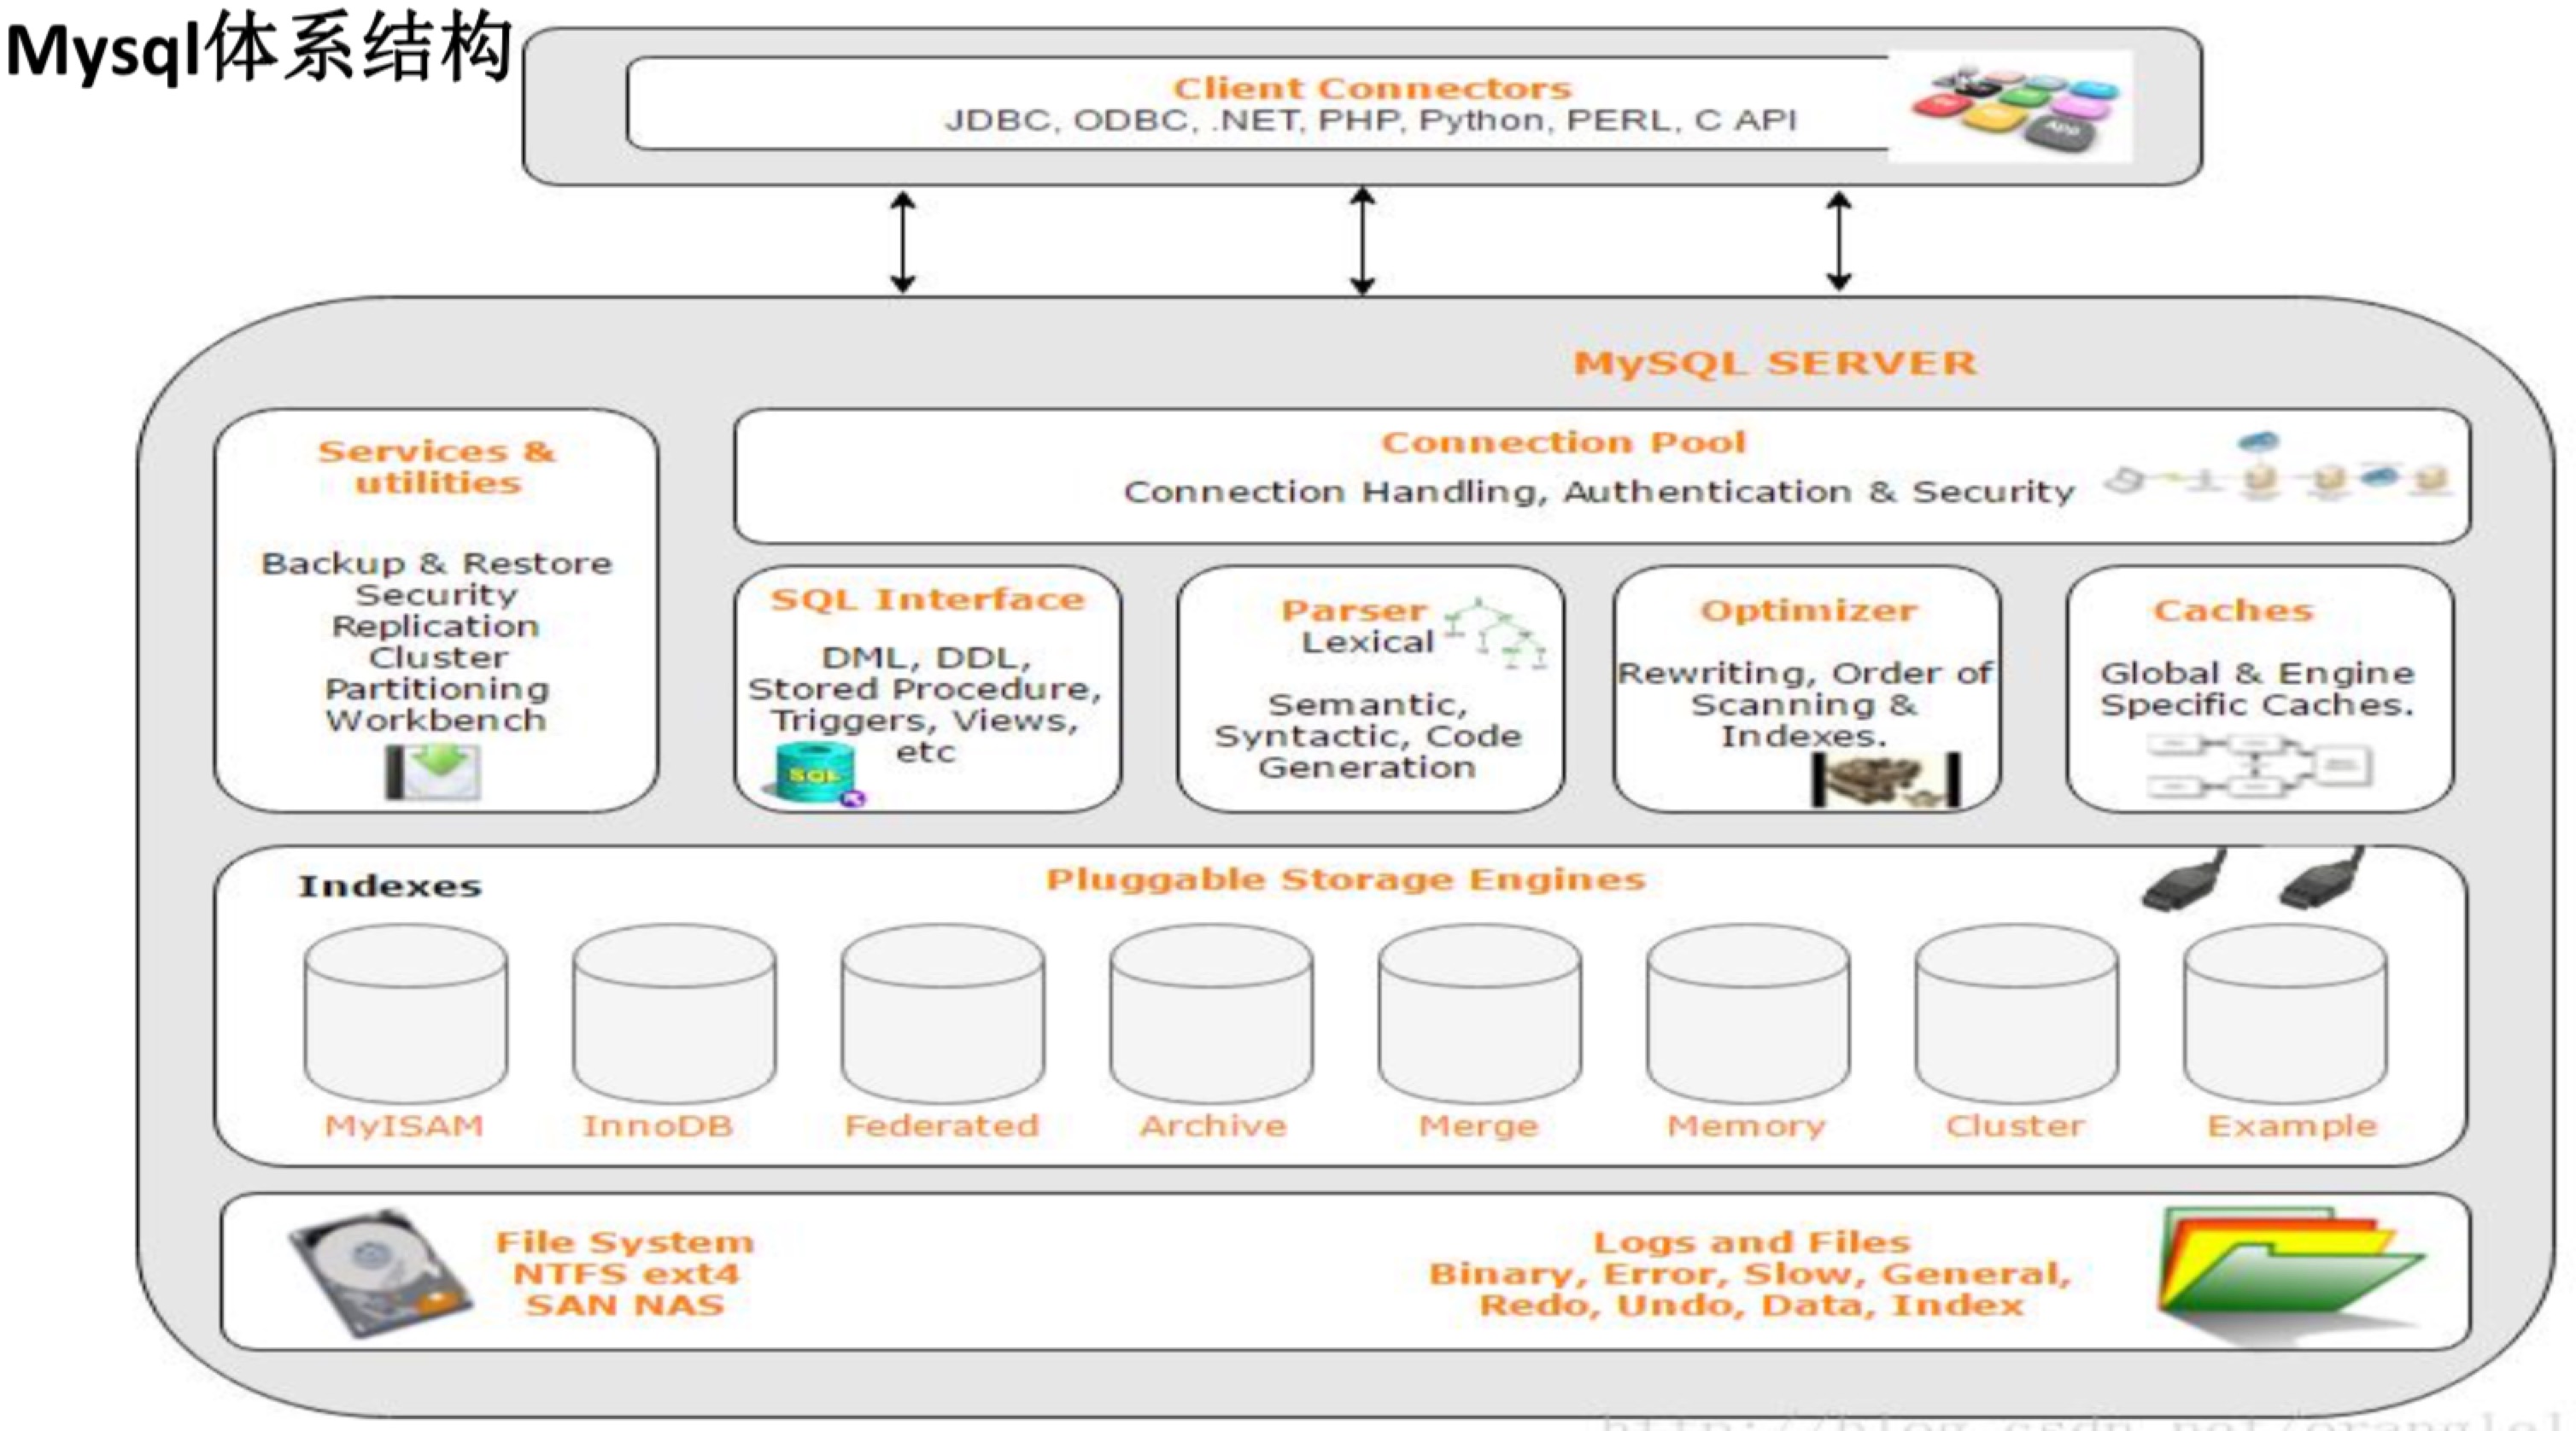 Mysql体系结构
Client Connectors
JDBC, ODBC, .NET, PHP, Python, PERL, C API
MySQL SERVER
Services &
utilities
Backup & Restore
Security
Replication
Cluster
Partitioning
Workbench
Connection Pool
Connection Handling, Authentication & Security
SQL Interface
DML, DDL,
Stored Procedure,
Triggers, Views,
etc
SQL
Parser
Lexical
Semantic,
Syntactic, Code
Generation
Optimizer
Rewriting, Order of
Scanning &
Indexes.
Caches
Global & Engine
Specific Caches.
Indexes
Pluggable Storage Engines
MyISAM
InnoDB
Federated
Archive
Merge
Memory
Cluster
Example
File System
NTFS ext4
SAN NAS
Logs and Files
Binary, Error, Slow, General,
Redo, Undo, Data, Index